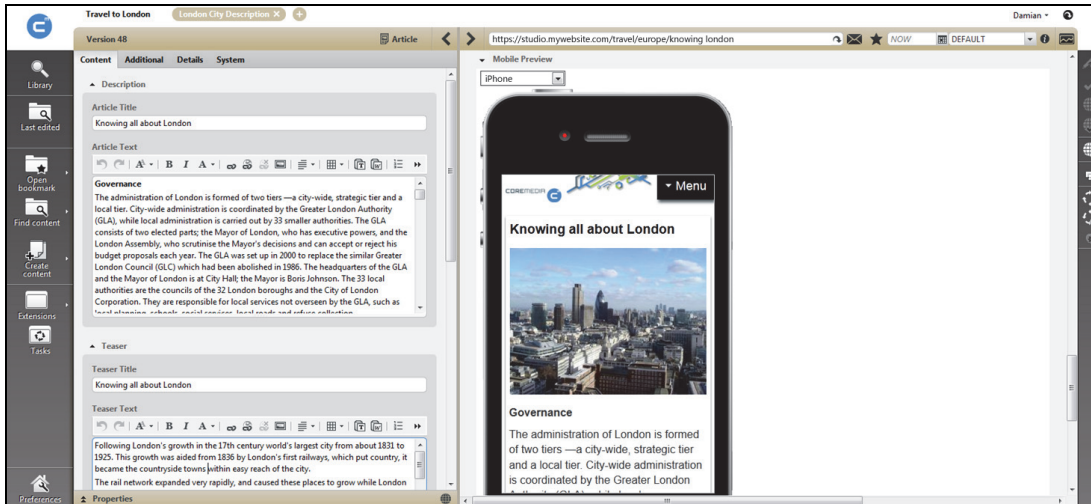 Travel to London
London City Description
Damian
Version 48
Article
https://studio.mywebsite.com/travel/europe/knowing london
NOW
DEFAULT
Library
Last edited
Open
bookmark
Find content
Create
content
Extensions
Tasks
Preferences
Content Additional Details System
Description
Article Title
Knowing all about London
Article Text
Governance
The administration of London is formed of two tiers —a city-wide, strategic tier and a
local tier. City-wide administration is coordinated by the Greater London Authority
(GLA), while local administration is carried out by 33 smaller authorities. The GLA
consists of two elected parts; the Mayor of London, who has executive powers, and the
London Assembly, who scrutinise the Mayor's decisions and can accept or reject his
budget proposals each year. The GLA was set up in 2000 to replace the similar Greater
London Council (GLC) which had been abolished in 1986. The headquarters of the GLA
and the Mayor of London is at City Hall; the Mayor is Boris Johnson. The 33 local
authorities are the councils of the 32 London boroughs and the City of London
Corporation. They are responsible for local services not overseen by the GLA, such as
local planning, schools, social services, local roads and refuse collection.
Teaser
Teaser Title
Knowing all about London
Teaser Text
Following London's growth in the 17th century world's largest city from about 1831 to
1925. This growth was aided from 1836 by London's first railways, which put country, it
became the countryside towns within easy reach of the city.
The rail network expanded very rapidly, and caused these places to grow while London
Properties
Mobile Preview
iPhone
COREMEDIA
Menu
Knowing all about London
Governance
The administration of London is formed
of two tiers —a city-wide, strategic tier
and a local tier. City-wide administration
is coordinated by the Greater London